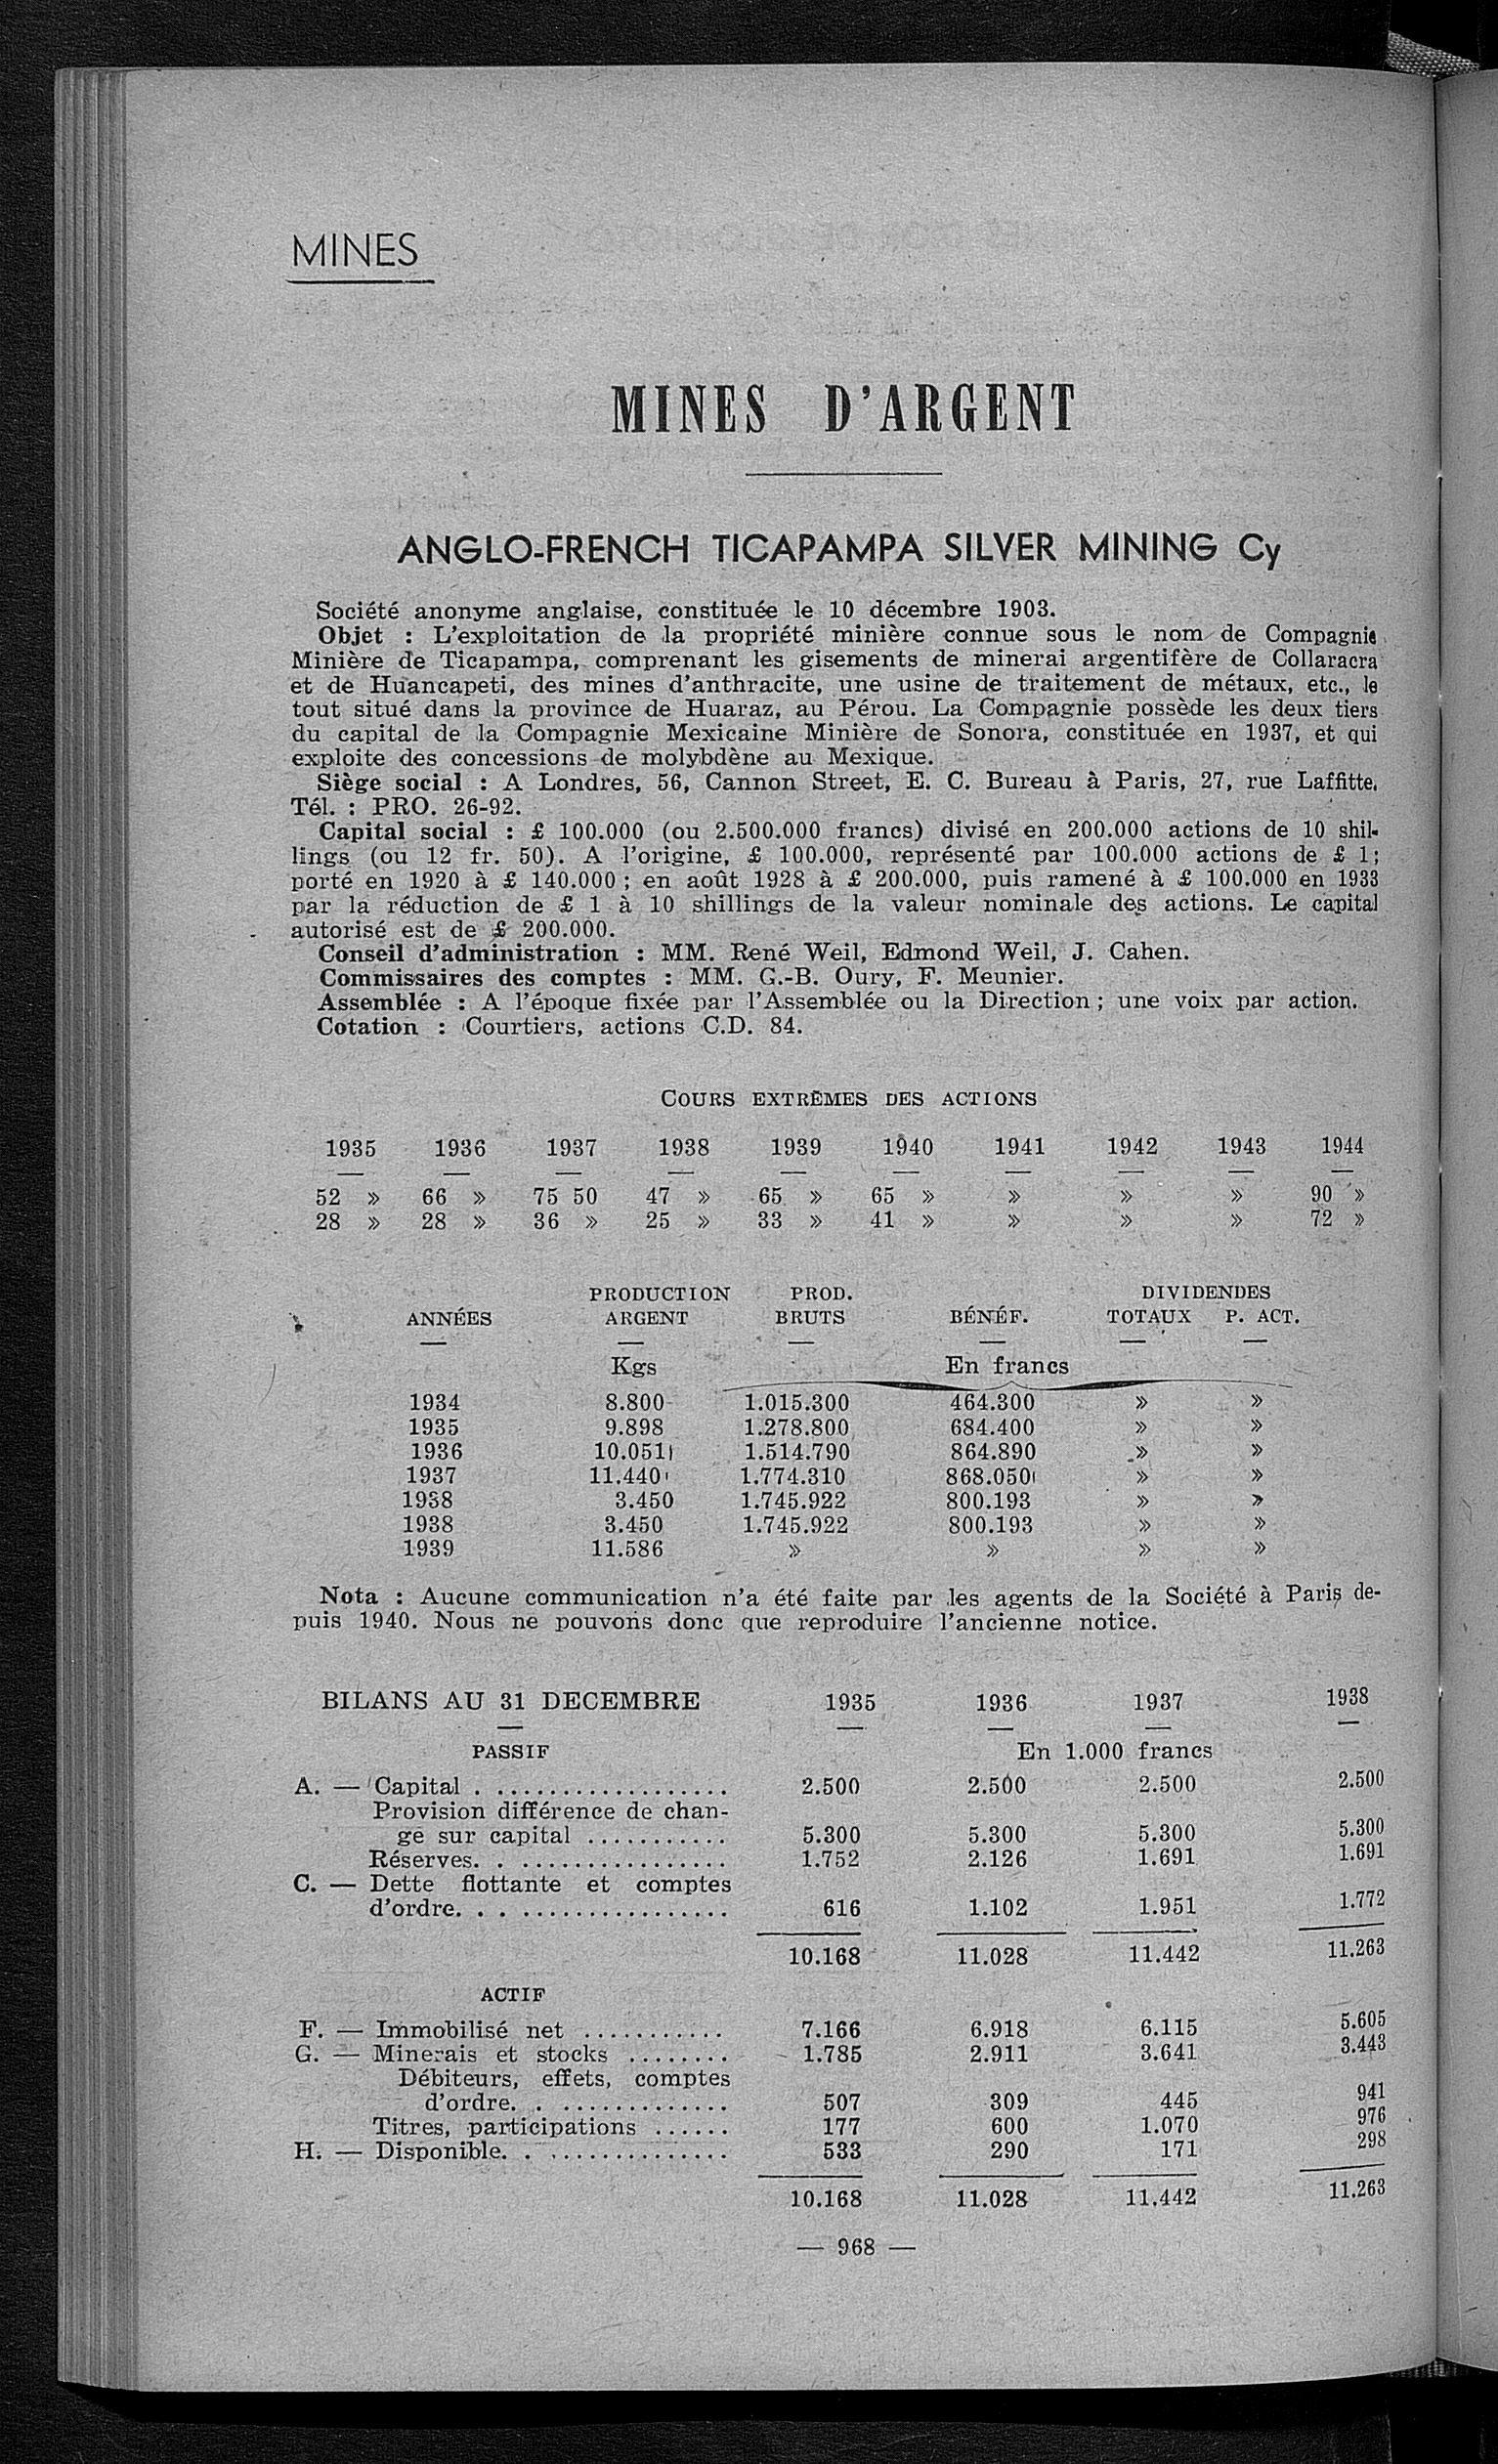 MINES
MINES D'ARGENT
ANGLO-FRENCH TICAPAMPA SILVER MINING Cy
Société anonyme anglaise, constituée le 10 décembre 1903.
Objet : L'exploitation de la propriété minière connue sous le nom de Compagnie
Minière de Ticapampa, comprenant les gisements de minerai argentifère de Collaracra
et de Huancapeti, des mines d'anthracite, une usine de traitement de métaux, etc., le
tout situé dans la province de Huaraz, au Pérou. La Compagnie possède les deux tiers
du capital de la Compagnie Mexicaine Minière de Sonora, constituée en 1937, et qui
exploite des concessions de molybdène au Mexique.
Siège social : A Londres, 56, Cannon Street, E. C. Bureau à Paris, 27, rue Laffitte.
Tél. : PRO. 26-92.
Capital social : £ 100.000 (ou 2.500.000 francs) divisé en 200.000 actions de 10 shil-
lings (ou 12 fr. 50). A l'origine, £ 100.000, représenté par 100.000 actions de £ 1;
porté en 1920 à £ 140.000; en août 1928 à £ 200.000, puis ramené à £ 100.000 en 1933
par la réduction de £ 1 à 10 shillings de la valeur nominale des actions. Le capital
autorisé est de £ 200.000.
Conseil d'administration : MM. René Weil, Edmond Weil, J. Cahen.
Commissaires des comptes : MM. G.-B. Oury, F. Meunier.
Assemblée : A l'époque fixée par l'Assemblée ou la Direction; une voix par action.
Cotation : Courtiers, actions C.D. 84.
COURS EXTRÊMES DES ACTIONS
1935 1936 1937 1938 1939 1940 1941 1942 1943 1944
52 » 66 » 75 50 47 » 65 » 65 » » » » 90 »
28 » 28 » 36 » 25 » 33 » 41 » » » » 72 »
PRODUCTION PROD. DIVIDENDES
ANNÉES ARGENT BRUTS BÉNÉF. TOTAUX P. ACT.
Kgs En francs
1934 8.800 1.015.300 464.300 » »
1935 9.898 1.278.800 684.400 » »
1936 10.051 1.514.790 864.890 » »
1937 11.440 1.774.310 868.050 » »
1938 3.450 1.745.922 800.193 » »
1938 3.450 1.745.922 800.193 » »
1939 11.586 » » » »
Nota : Aucune communication n'a été faite par les agents de la Société à Paris de-
puis 1940. Nous ne pouvons donc que reproduire l'ancienne notice.
BILANS AU 31 DECEMBRE 1935 1936 1937 1938
PASSIF En 1.000 francs
A. — Capital . .................. 2.500 2.500 2.500 2.500
Provision différence de chan-
ge sur capital ........... 5.300 5.300 5.300 5.300
Réserves. . ................ 1.752 2.126 1.691 1.691
C. — Dette flottante et comptes
d'ordre. . . ................ 616 1.102 1.951 1.772
10.168 11.028 11.442 11.263
ACTIF
F. — Immobilisé net ........... 7.166 6.918 6.115 5.605
G. — Minerais et stocks ........ 1.785 2.911 3.641 3.443
Débiteurs, effets, comptes
d'ordre. . ............. 507 309 445 941
Titres, participations ...... 177 600 1.070 976
H. — Disponible. . .............. 533 290 171 298
10.168 11.028 11.442 11.263
— 968 —